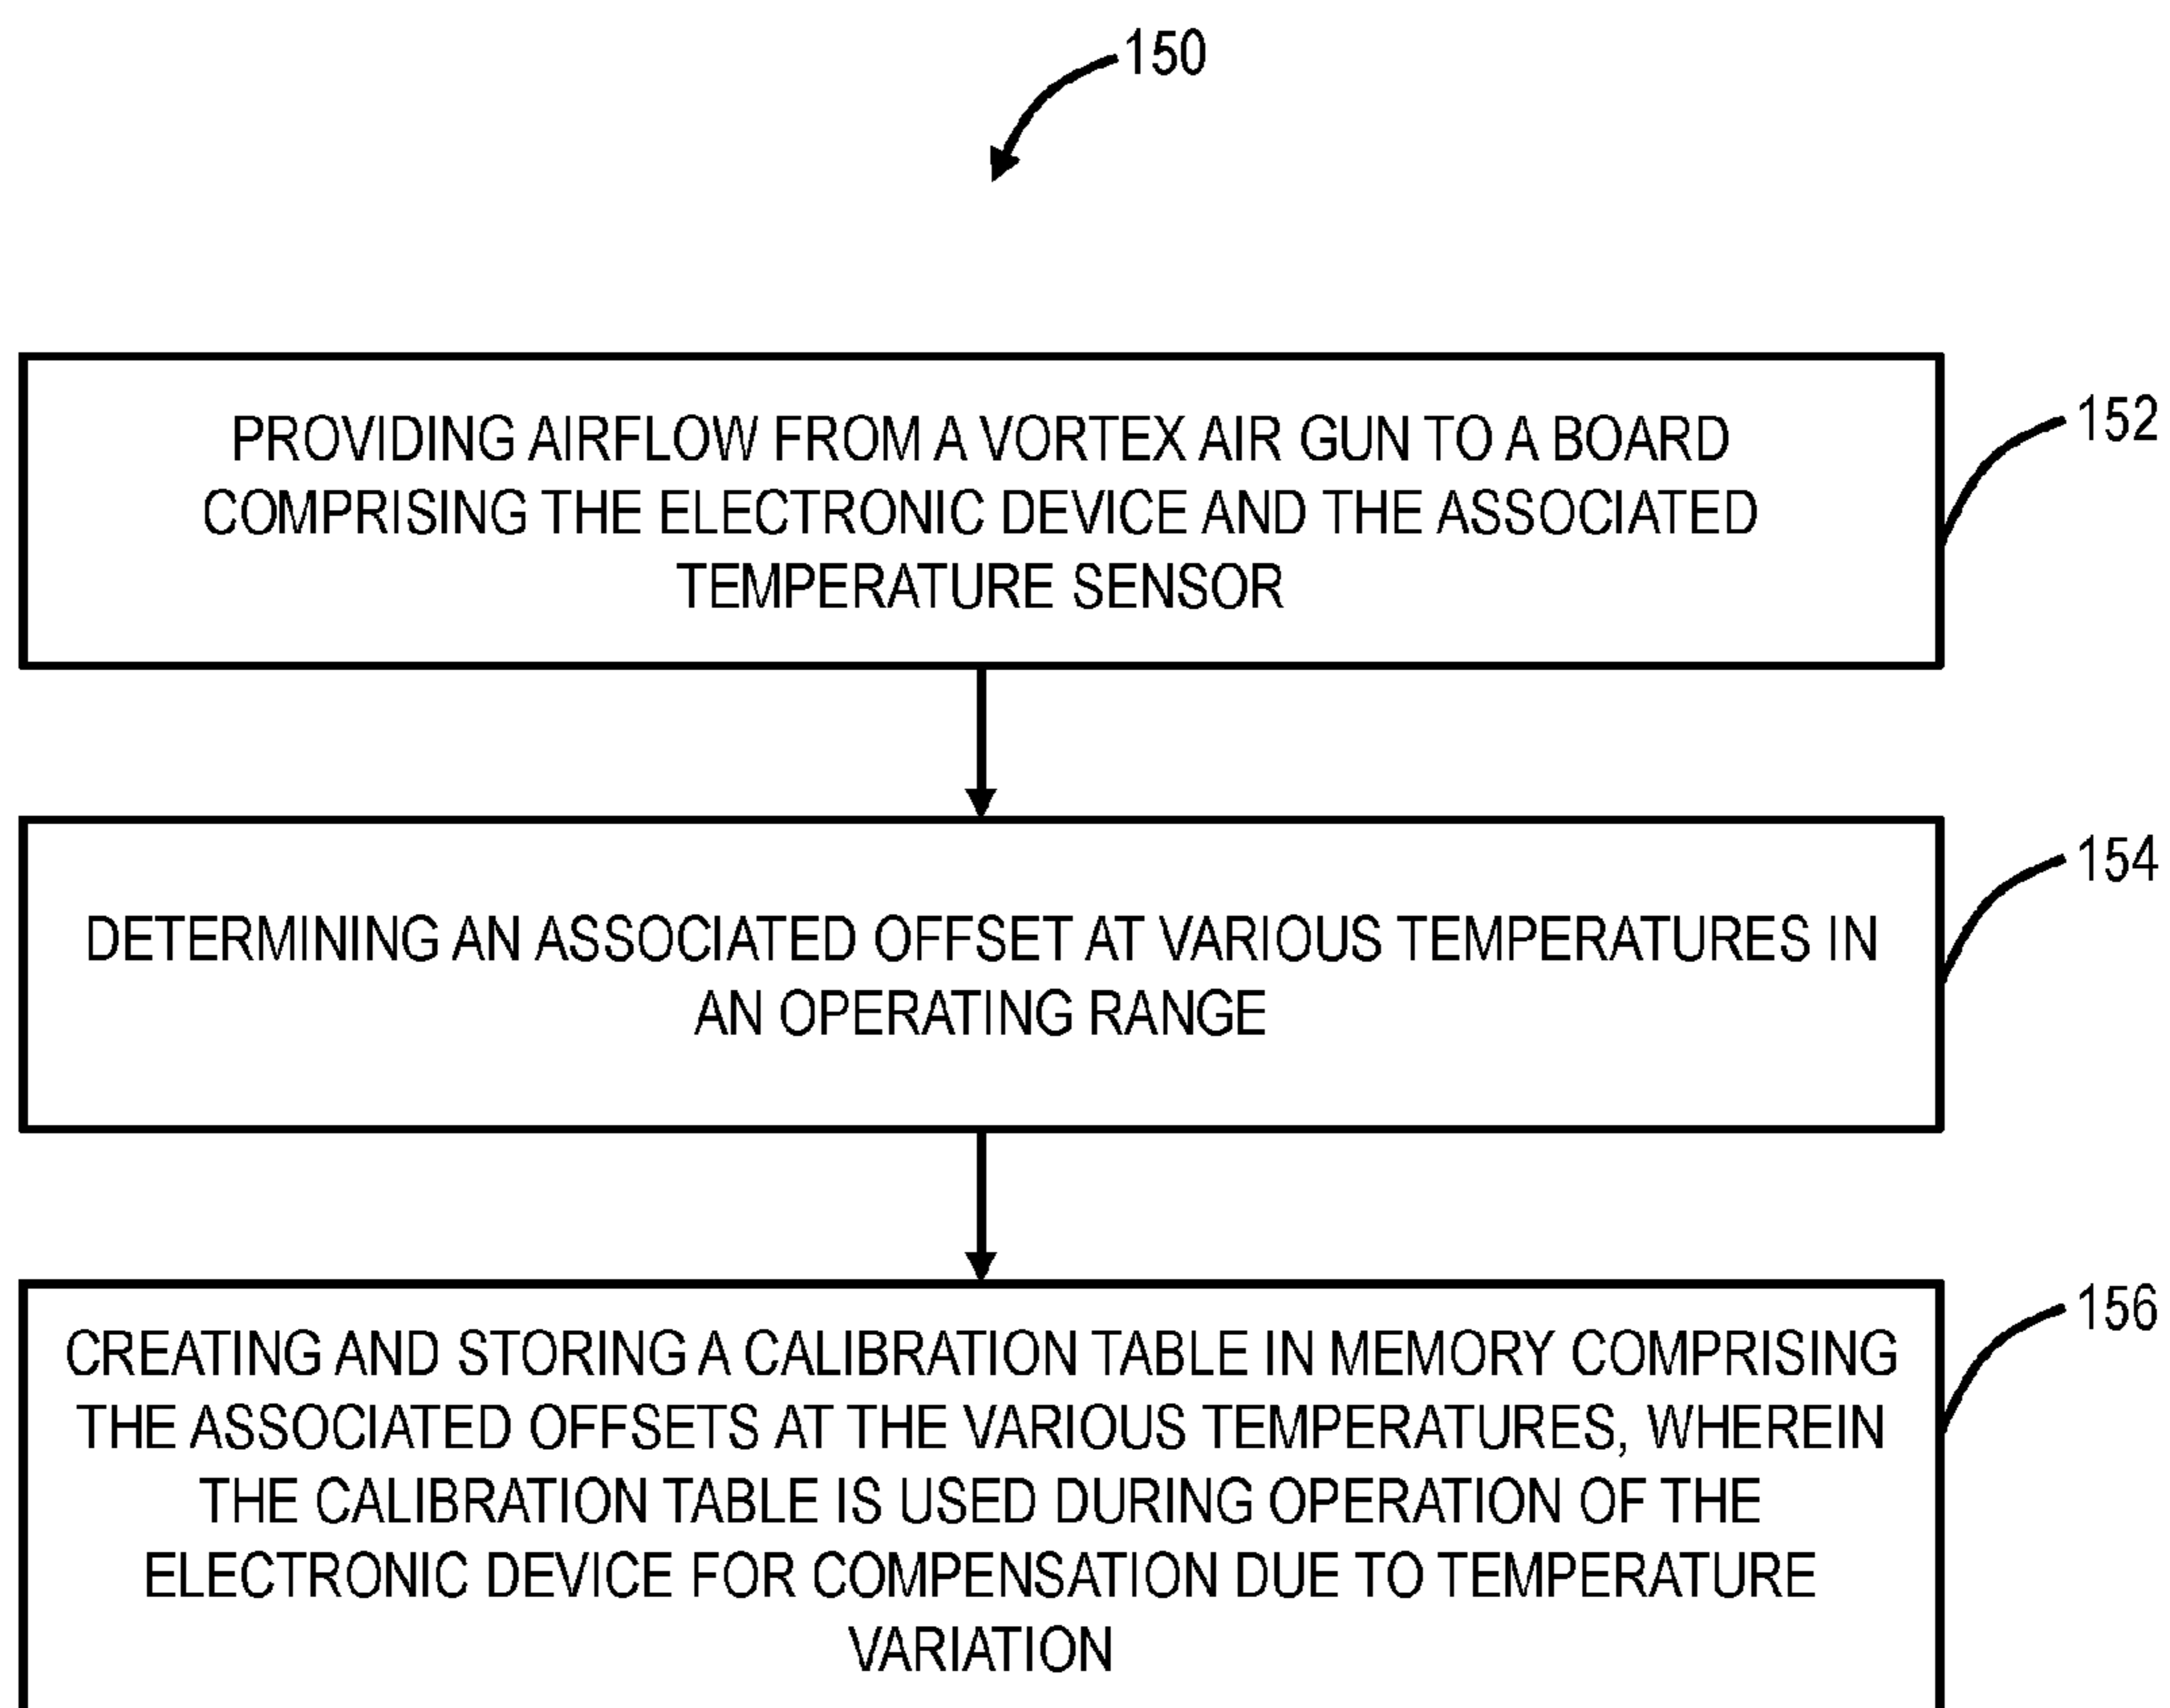 150
PROVIDING AIRFLOW FROM A VORTEX AIR GUN TO A BOARD
COMPRISING THE ELECTRONIC DEVICE AND THE ASSOCIATED
TEMPERATURE SENSOR
152
DETERMINING AN ASSOCIATED OFFSET AT VARIOUS TEMPERATURES IN
AN OPERATING RANGE
154
CREATING AND STORING A CALIBRATION TABLE IN MEMORY COMPRISING
THE ASSOCIATED OFFSETS AT THE VARIOUS TEMPERATURES, WHEREIN
THE CALIBRATION TABLE IS USED DURING OPERATION OF THE
ELECTRONIC DEVICE FOR COMPENSATION DUE TO TEMPERATURE
VARIATION
156